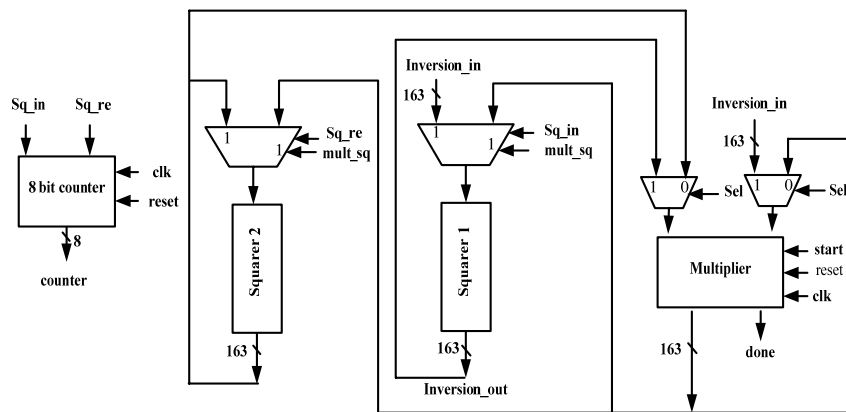 Inversion_in
163
Sq_in
Sq_re
1
Sq_re
1
mult_sq
1
Sq_in
1
mult_sq
Inversion_in
163
8 bit counter
clk
reset
8
counter
1
0
Sel
1
0
Sel
Squarer 2
Squarer 1
Multiplier
start
reset
clk
163
163
163
done
Inversion_out